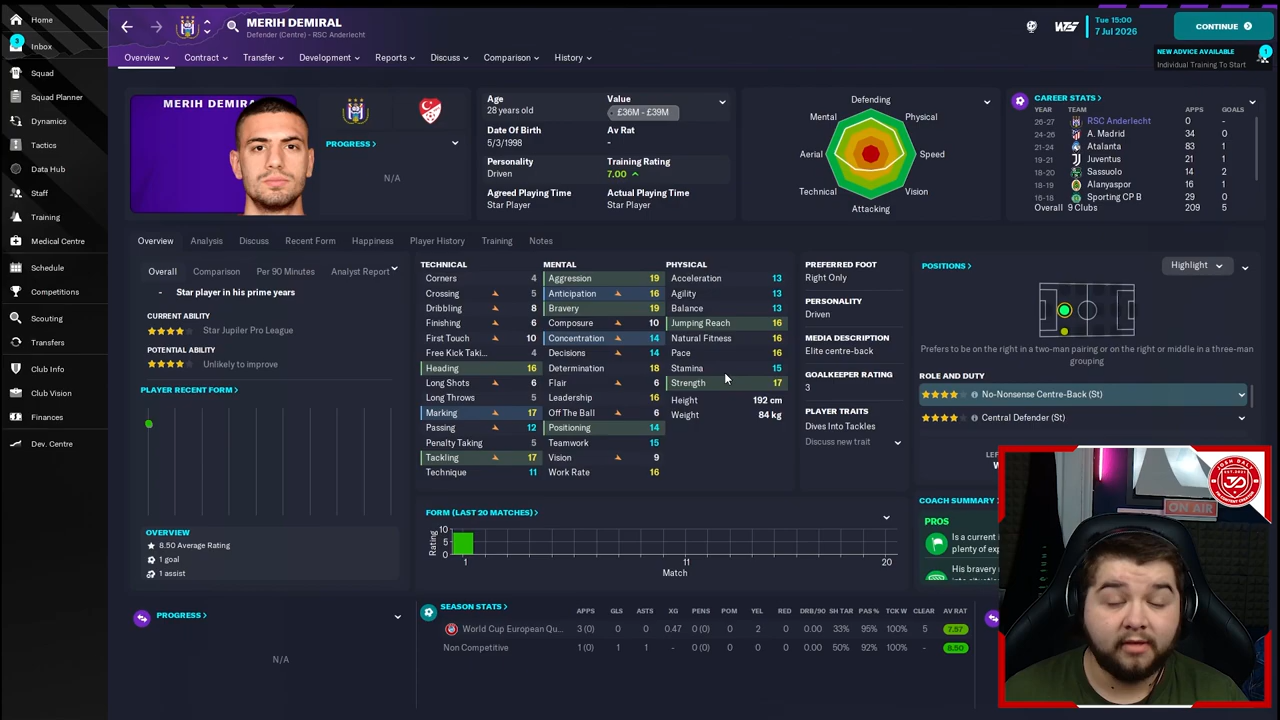 Home
Inbox
3
Squad
Squad Planner
Dynamics
Tactics
Data Hub
Staff
Training
Medical Centre
Schedule
Competitions
Scouting
Transfers
Club Info
Club Vision
Finances
Dev. Centre
MERIH DEMIRAL
Defender (Centre) - RSC Anderlecht
Tue 15:00
7 Jul 2026
CONTINUE
NEW ADVICE AVAILABLE
Individual Training To Start
1
Overview Contract Transfer Development Reports Discuss Comparison History
MERIH DEMIRAL
PROGRESS >
N/A
Age
28 years old
Value
£36M - £39M
Date Of Birth
5/3/1998
Av Rat
-
Personality
Driven
Training Rating
7.00
Agreed Playing Time
Star Player
Actual Playing Time
Star Player
Defending
Mental Physical
Aerial Speed
Technical Vision
Attacking
CAREER STATS >
YEAR TEAM APPS GOALS
26-27 RSC Anderlecht 0 -
24-26 A. Madrid 34 0
21-24 Atalanta 83 1
19-21 Juventus 21 1
18-20 Sassuolo 14 2
18-19 Alanyaspor 16 1
16-18 Sporting CP B 29 0
Overall 9 Clubs 209 5
Overview Analysis Discuss Recent Form Happiness Player History Training Notes
Overall Comparison Per 90 Minutes Analyst Report
- Star player in his prime years
CURRENT ABILITY
Star Jupiler Pro League
POTENTIAL ABILITY
Unlikely to improve
PLAYER RECENT FORM >
OVERVIEW
8.50 Average Rating
1 goal
1 assist
TECHNICAL
Corners 4
Crossing 5
Dribbling 8
Finishing 6
First Touch 10
Free Kick Taki... 4
Heading 16
Long Shots 6
Long Throws 5
Marking 17
Passing 12
Penalty Taking 5
Tackling 17
Technique 11
MENTAL
Aggression 19
Anticipation 16
Bravery 19
Composure 10
Concentration 14
Decisions 14
Determination 18
Flair 6
Leadership 16
Off The Ball 6
Positioning 14
Teamwork 15
Vision 9
Work Rate 16
PHYSICAL
Acceleration 13
Agility 13
Balance 13
Jumping Reach 16
Natural Fitness 16
Pace 16
Stamina 15
Strength 17
Height 192 cm
Weight 84 kg
PREFERRED FOOT
Right Only
PERSONALITY
Driven
MEDIA DESCRIPTION
Elite centre-back
GOALKEEPER RATING
3
PLAYER TRAITS
Dives Into Tackles
Discuss new trait
POSITIONS >
Highlight
Prefers to be on the right in a two-man pairing or on the right or middle in a three-man
grouping
ROLE AND DUTY
No-Nonsense Centre-Back (St)
Central Defender (St)
COACH SUMMARY
PROS
Is a current i
plenty of exp
His bravery
into situation
FORM (LAST 20 MATCHES) >
Rating
10
5
0
1 11 20
Match
PROGRESS >
N/A
SEASON STATS >
APPS GLS ASTS XG PENS POM YEL RED DRB/90 SH TAR PAS % TCK W CLEAR AV RAT
World Cup European Qu... 3 (0) 0 0 0.47 0 (0) 0 2 0 0.00 33% 95% 100% 5 7.57
Non Competitive 1 (0) 1 1 - 0 (0) 0 0 0 0.00 50% 92% 100% - 8.50
JOSH DALY
JD
ON AIR